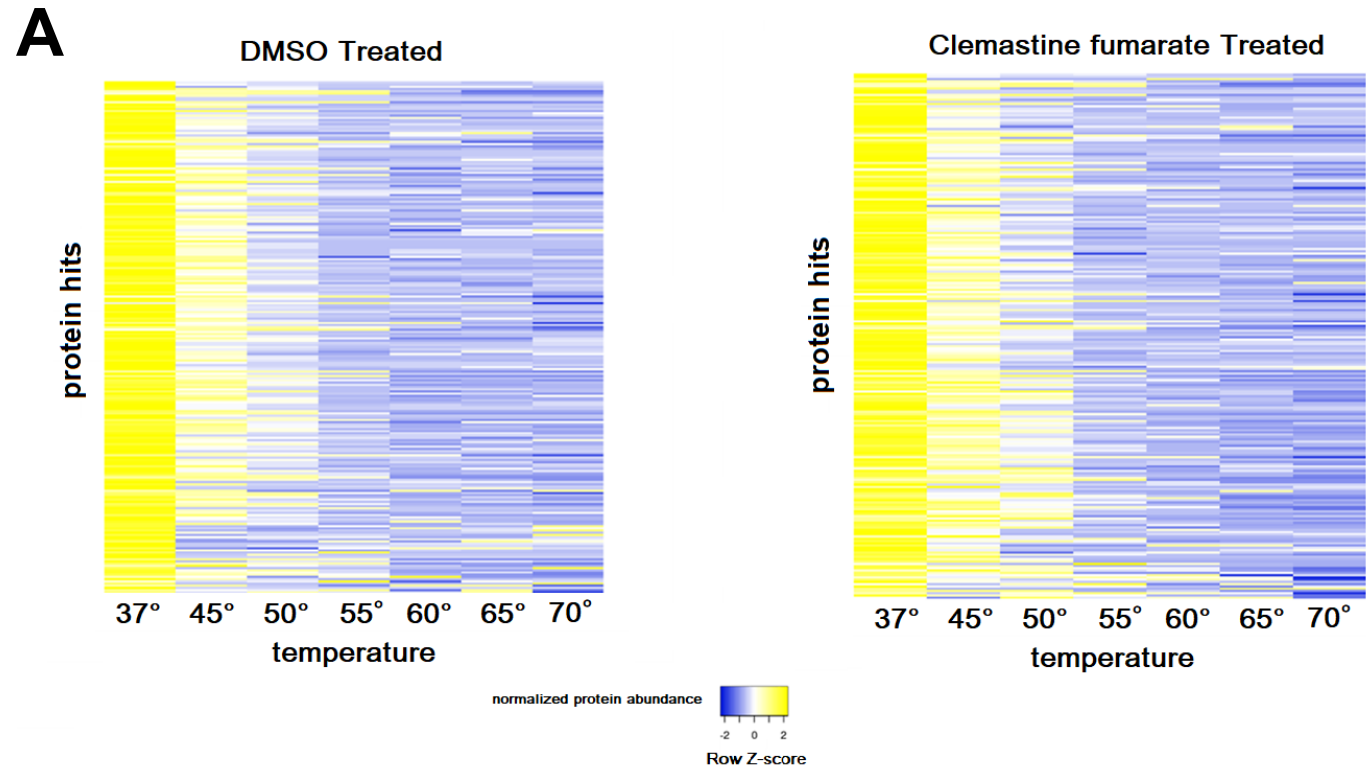 A
DMSO Treated
Clemastine fumarate Treated
protein hits
protein hits
37° 45° 50° 55° 60° 65° 70°
37° 45° 50° 55° 60° 65° 70°
temperature
temperature
normalized protein abundance
-2 0 2
Row Z-score